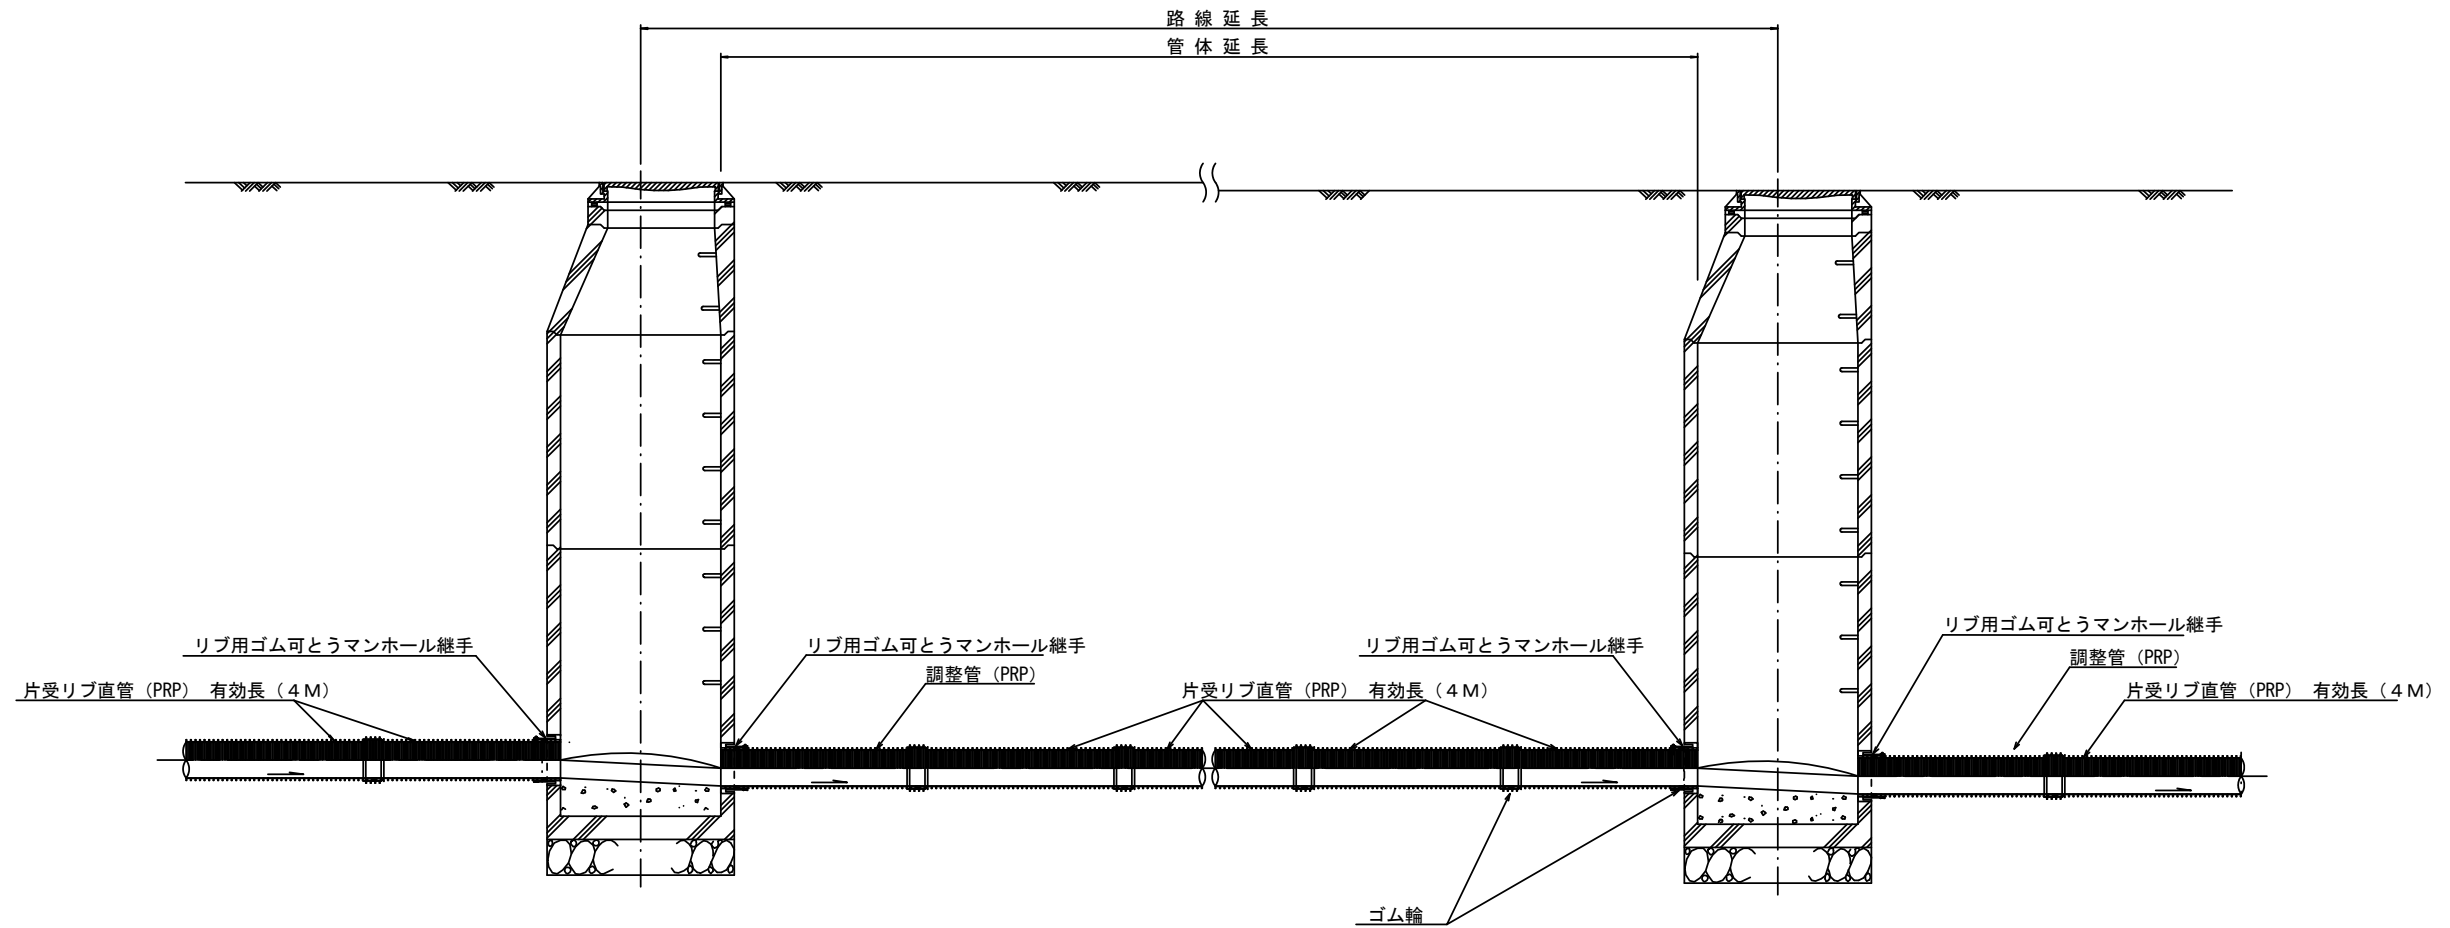 路 線 延 長
管 体 延 長
リブ用ゴム可とうマンホール継手
リブ用ゴム可とうマンホール継手
リブ用ゴム可とうマンホール継手
リブ用ゴム可とうマンホール継手
調整管（PRP）
調整管（PRP）
片受リブ直管（PRP）　有効長（４Ｍ）
片受リブ直管（PRP）　有効長（４Ｍ）
片受リブ直管（PRP）　有効長（４Ｍ）
ゴム輪